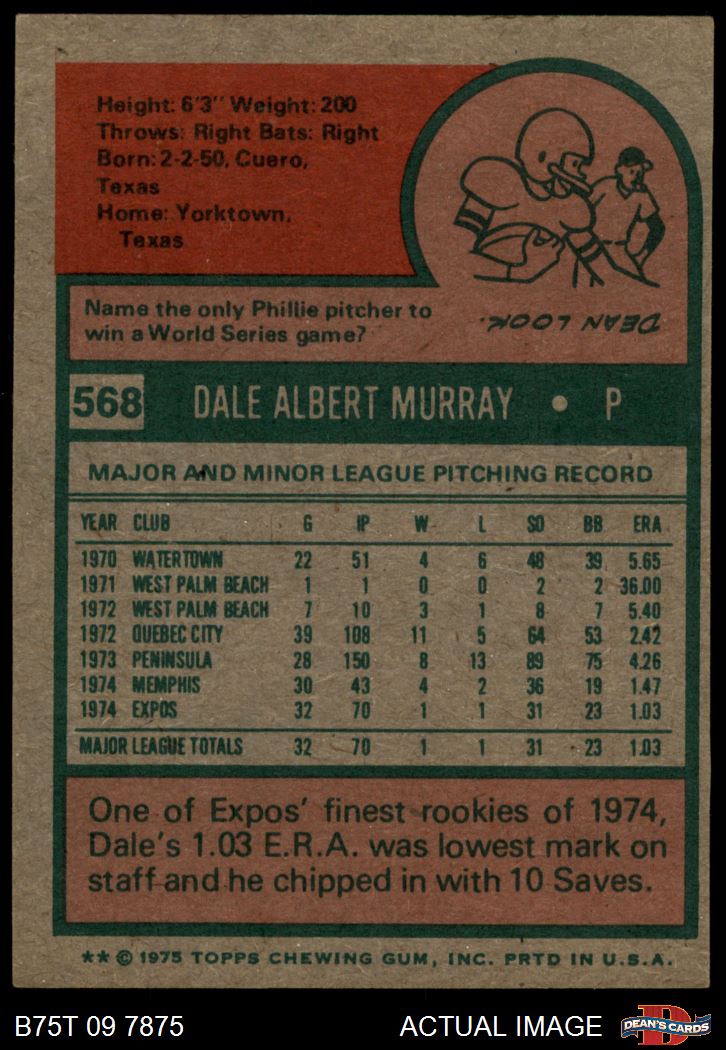 Height: 6'3" Weight: 200
Throws: Right Bats: Right
Born: 2-2-50, Cuero,
Texas
Home: Yorktown,
Texas
Name the only Phillie pitcher to
win a World Series game?
DEAN LOOK.
568 DALE ALBERT MURRAY • P
MAJOR AND MINOR LEAGUE PITCHING RECORD
YEAR CLUB G IP W L SO BB ERA
1970 WATERTOWN 22 51 4 6 48 39 5.65
1971 WEST PALM BEACH 1 1 0 0 2 2 36.00
1972 WEST PALM BEACH 7 10 3 1 8 7 5.40
1972 QUEBEC CITY 39 108 11 5 64 53 2.42
1973 PENINSULA 28 150 8 13 89 75 4.26
1974 MEMPHIS 30 43 4 2 36 19 1.47
1974 EXPOS 32 70 1 1 31 23 1.03
MAJOR LEAGUE TOTALS 32 70 1 1 31 23 1.03
One of Expos' finest rookies of 1974,
Dale's 1.03 E.R.A. was lowest mark on
staff and he chipped in with 10 Saves.
** © 1975 TOPPS CHEWING GUM, INC. PRTD IN U.S.A.
B75T 09 7875 ACTUAL IMAGE D DEAN'S CARDS